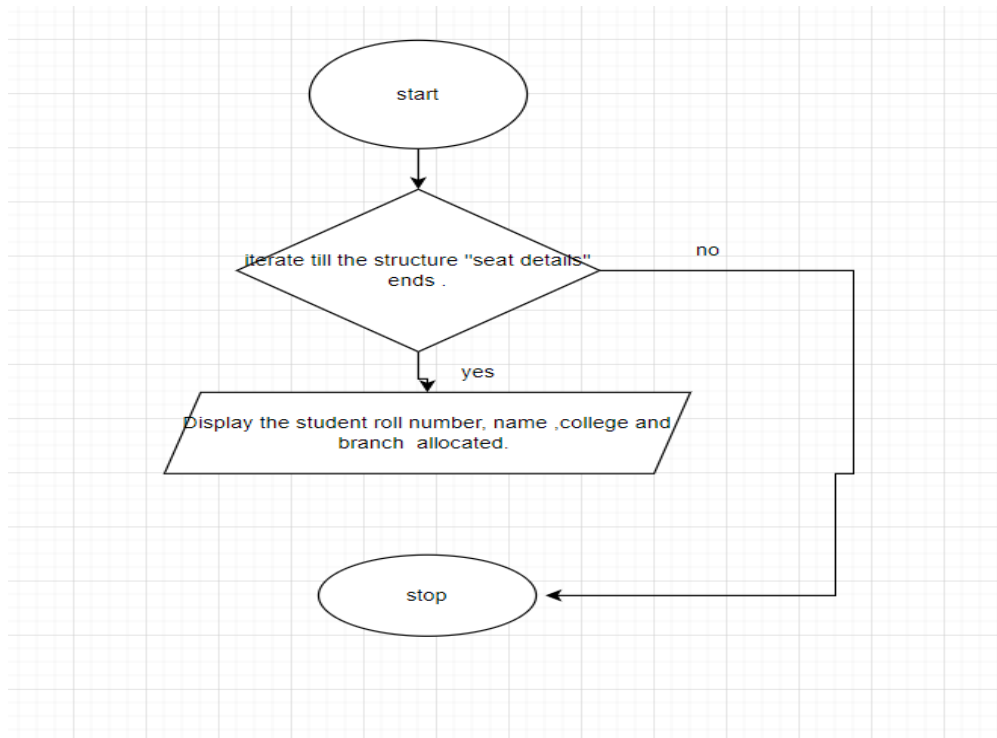 start
iterate till the structure "seat details"
ends .
no
yes
Display the student roll number, name ,college and
branch allocated.
stop